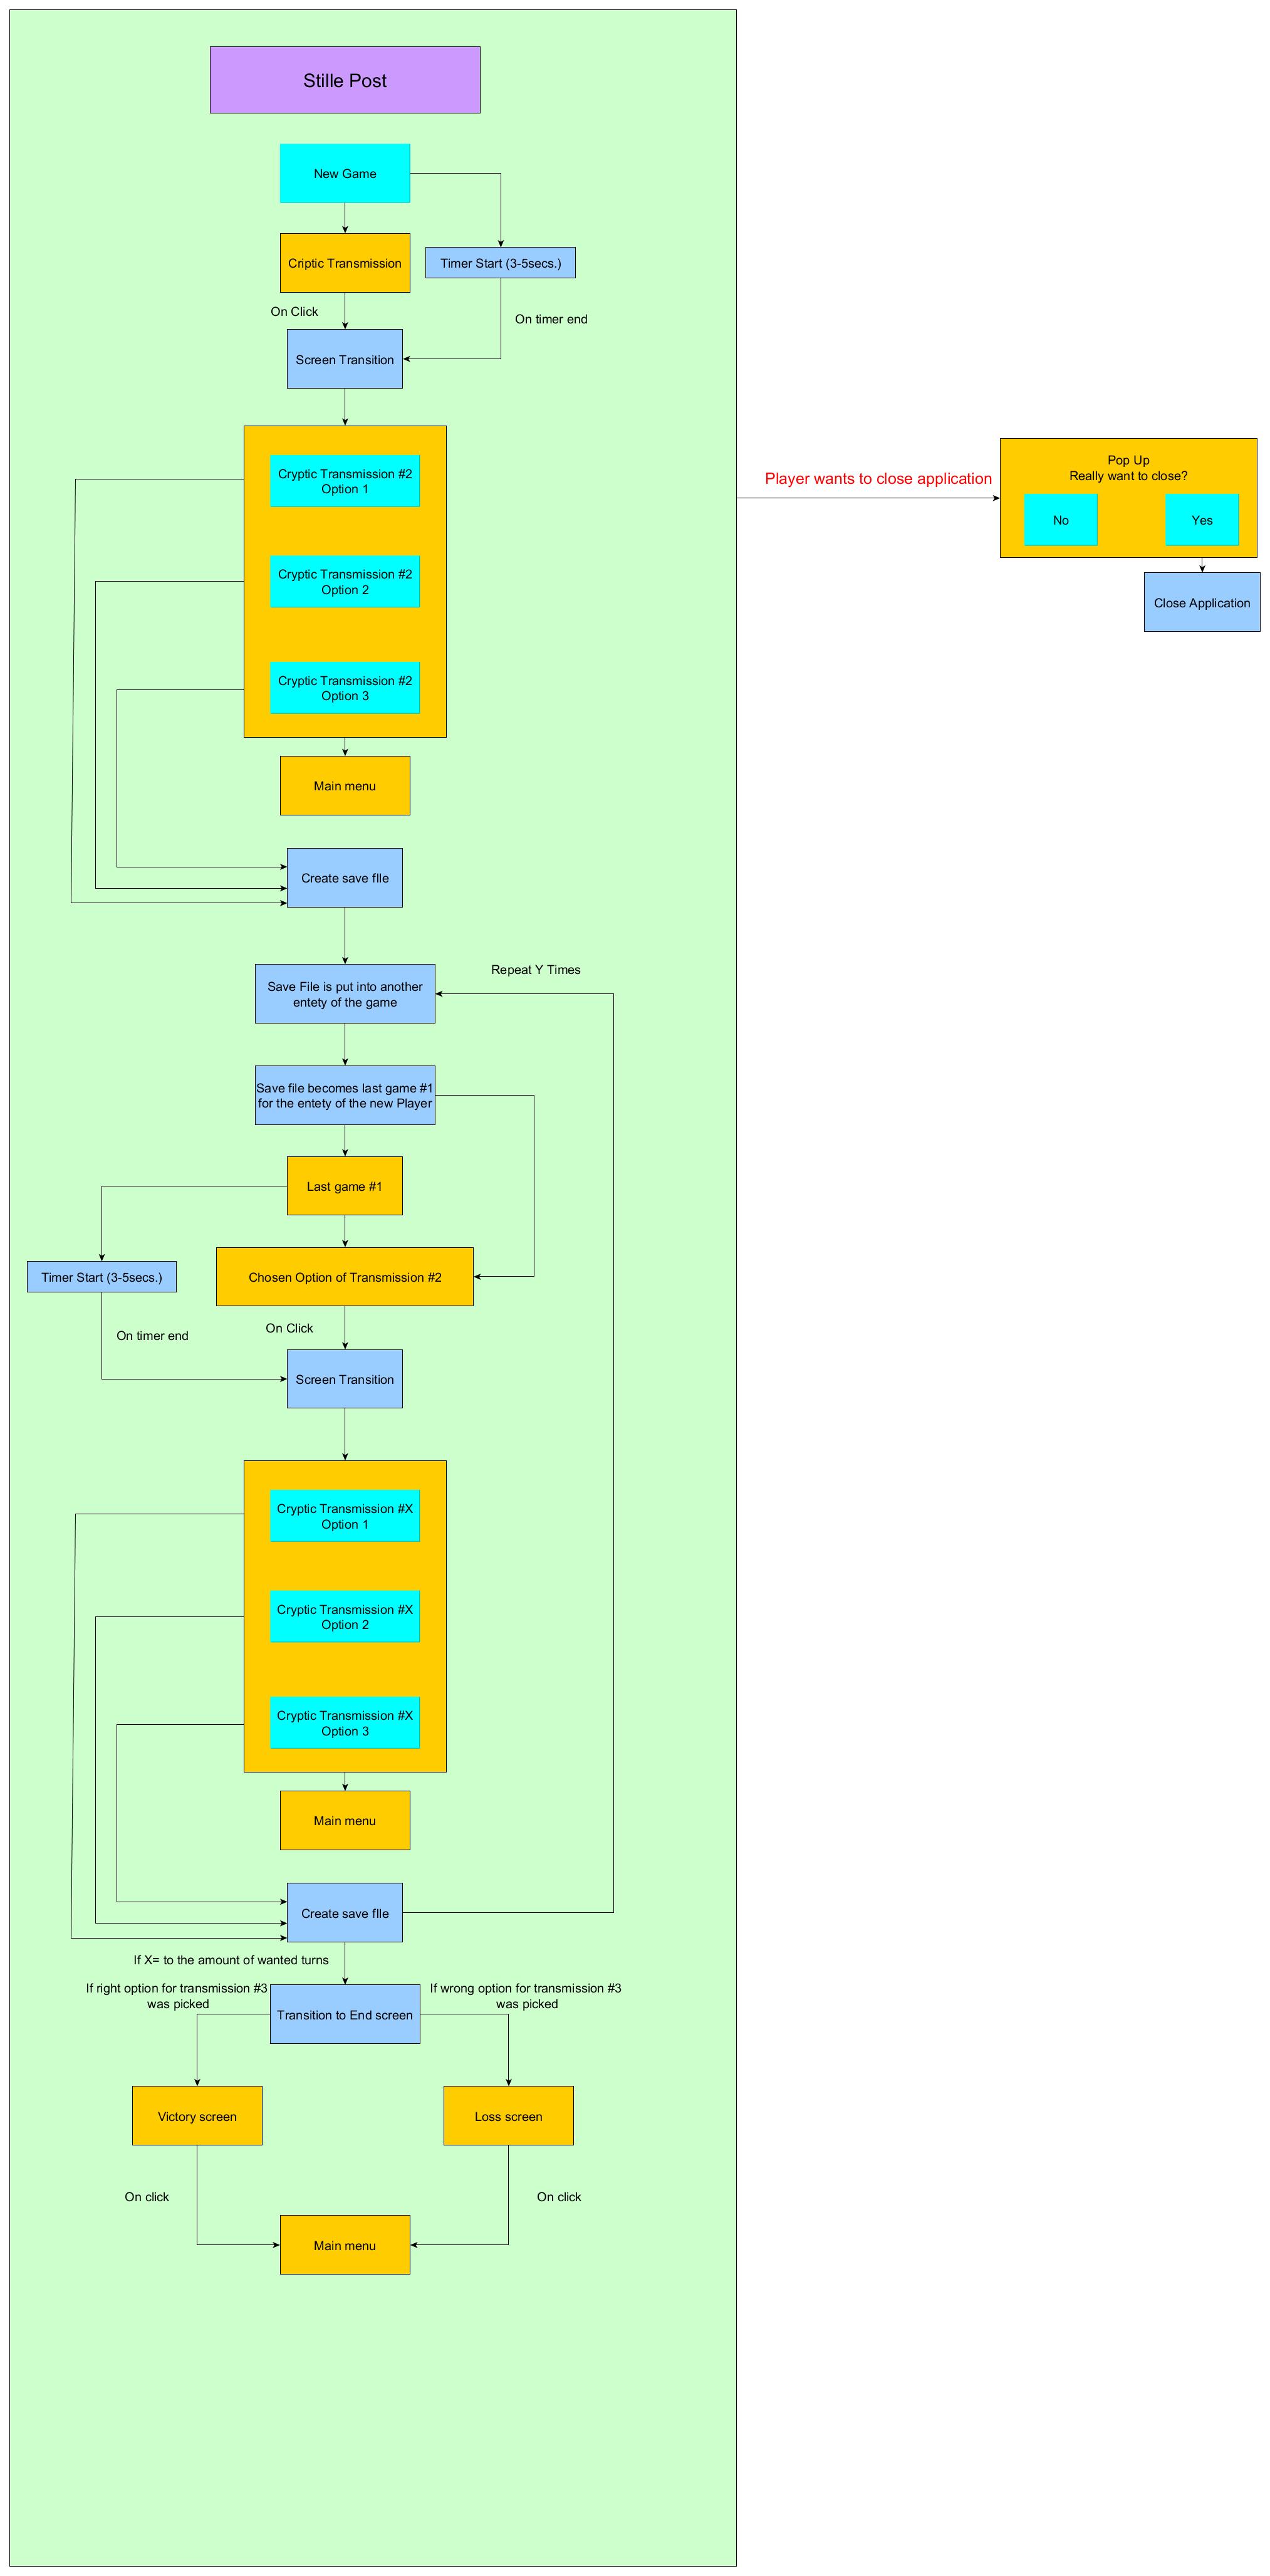 Stille Post
New Game
Criptic Transmission
Timer Start (3-5secs.)
On Click
On timer end
Screen Transition
Cryptic Transmission #2
Option 1
Cryptic Transmission #2
Option 2
Cryptic Transmission #2
Option 3
Main menu
Player wants to close application
Pop Up
Really want to close?
No
Yes
Close Application
Create save fIle
Repeat Y Times
Save File is put into another
entety of the game
Save file becomes last game #1
for the entety of the new Player
Last game #1
Timer Start (3-5secs.)
Chosen Option of Transmission #2
On timer end
On Click
Screen Transition
Cryptic Transmission #X
Option 1
Cryptic Transmission #X
Option 2
Cryptic Transmission #X
Option 3
Main menu
Create save fIle
If X= to the amount of wanted turns
If right option for transmission #3
was picked
If wrong option for transmission #3
was picked
Transition to End screen
Victory screen
Loss screen
On click
On click
Main menu